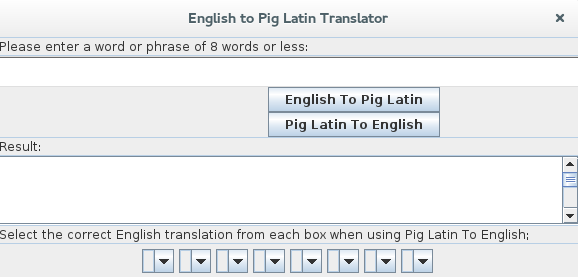 English to Pig Latin Translator
Please enter a word or phrase of 8 words or less:
English To Pig Latin
Pig Latin To English
Result:
Select the correct English translation from each box when using Pig Latin To English;